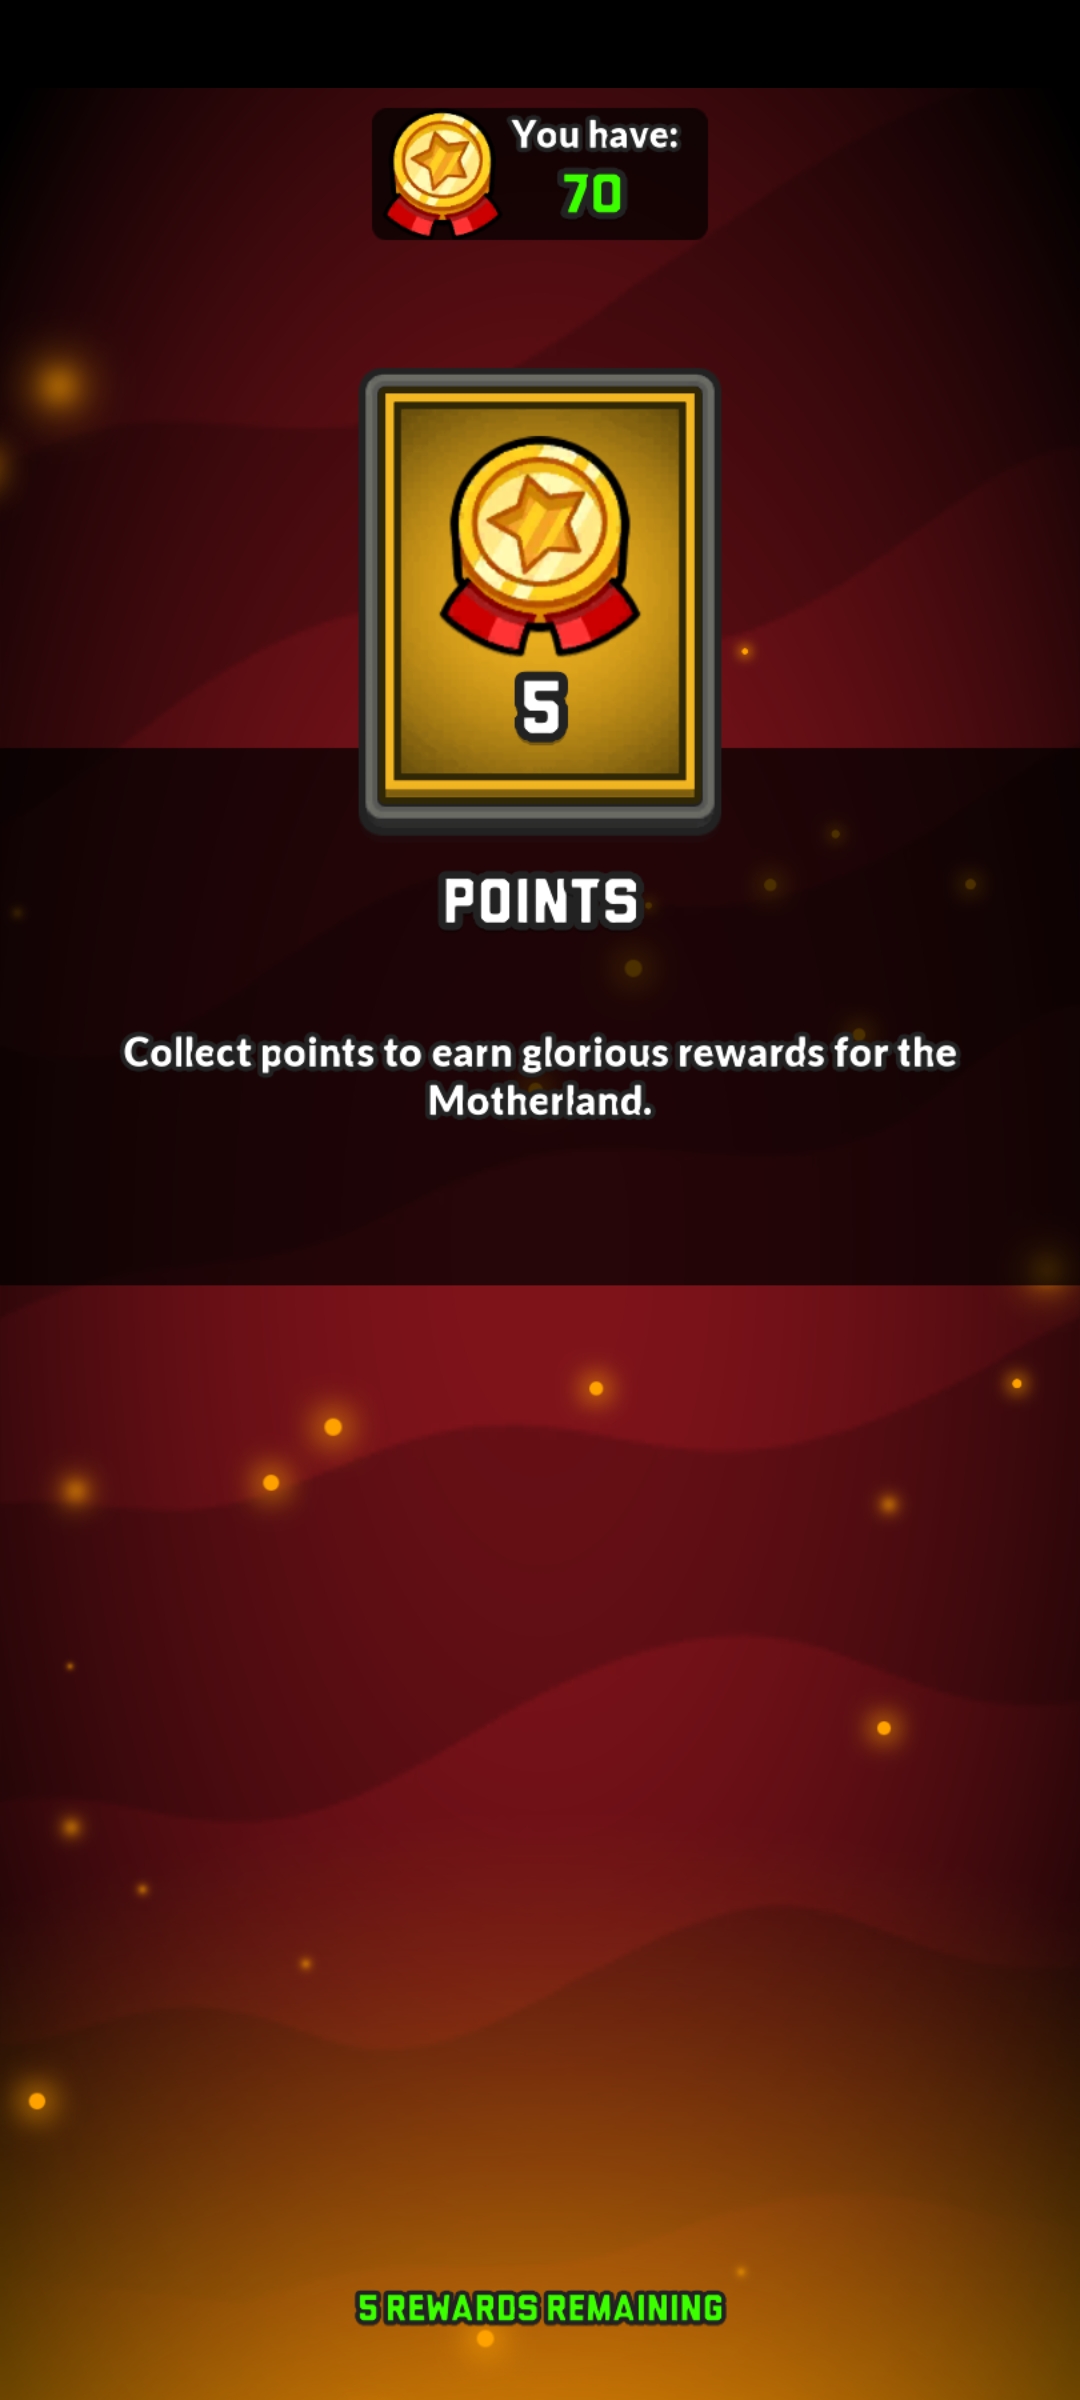 You have:
70
5
POINTS
Collect points to earn glorious rewards for the
Motherland.
5 REWARDS REMAINING